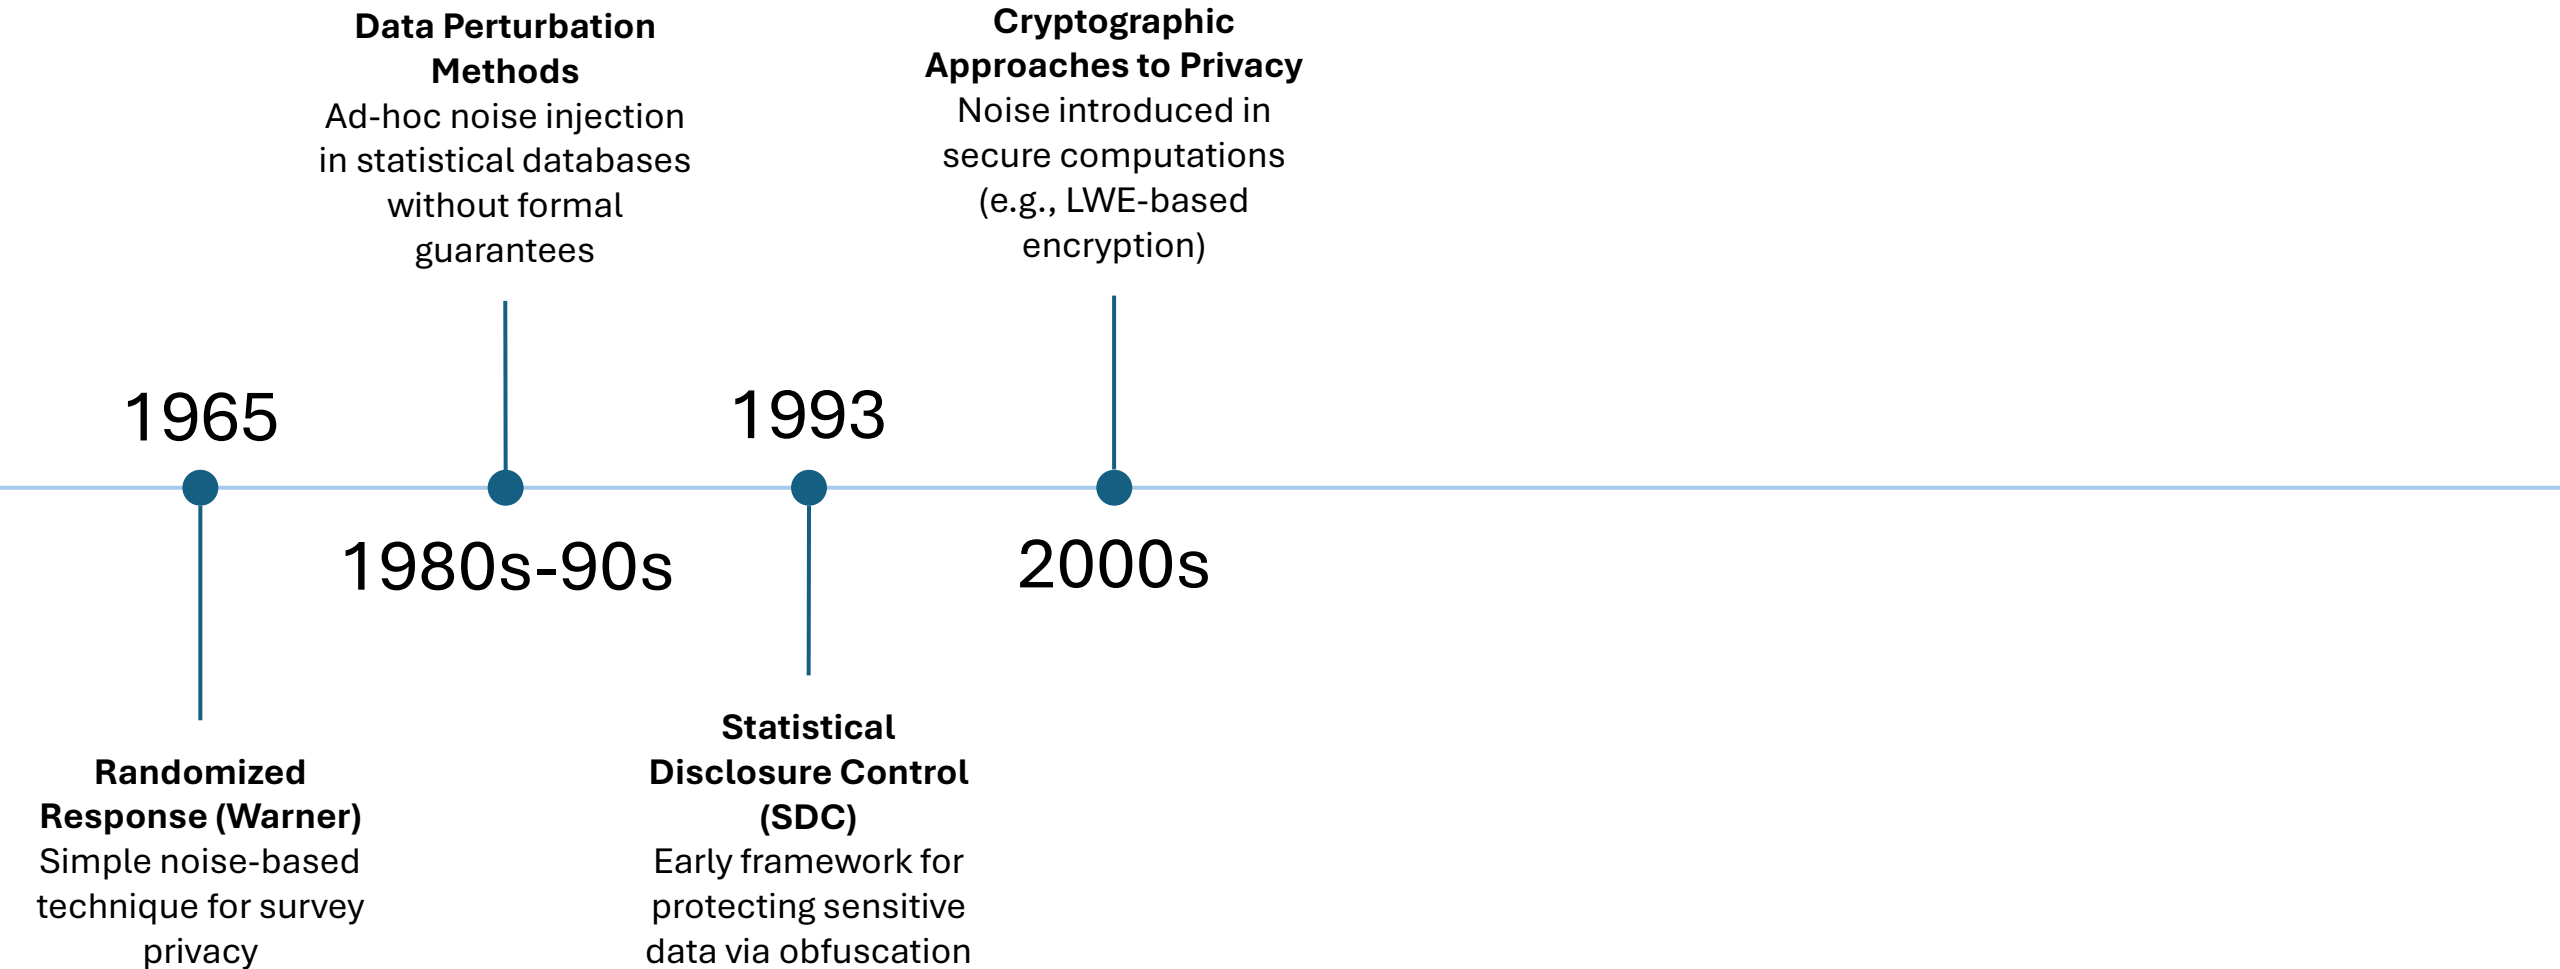 1965
Randomized
Response (Warner)
Simple noise-based
technique for survey
privacy
Data Perturbation
Methods
Ad-hoc noise injection
in statistical databases
without formal
guarantees
1980s-90s
1993
Statistical
Disclosure Control
(SDC)
Early framework for
protecting sensitive
data via obfuscation
Cryptographic
Approaches to Privacy
Noise introduced in
secure computations
(e.g., LWE-based
encryption)
2000s